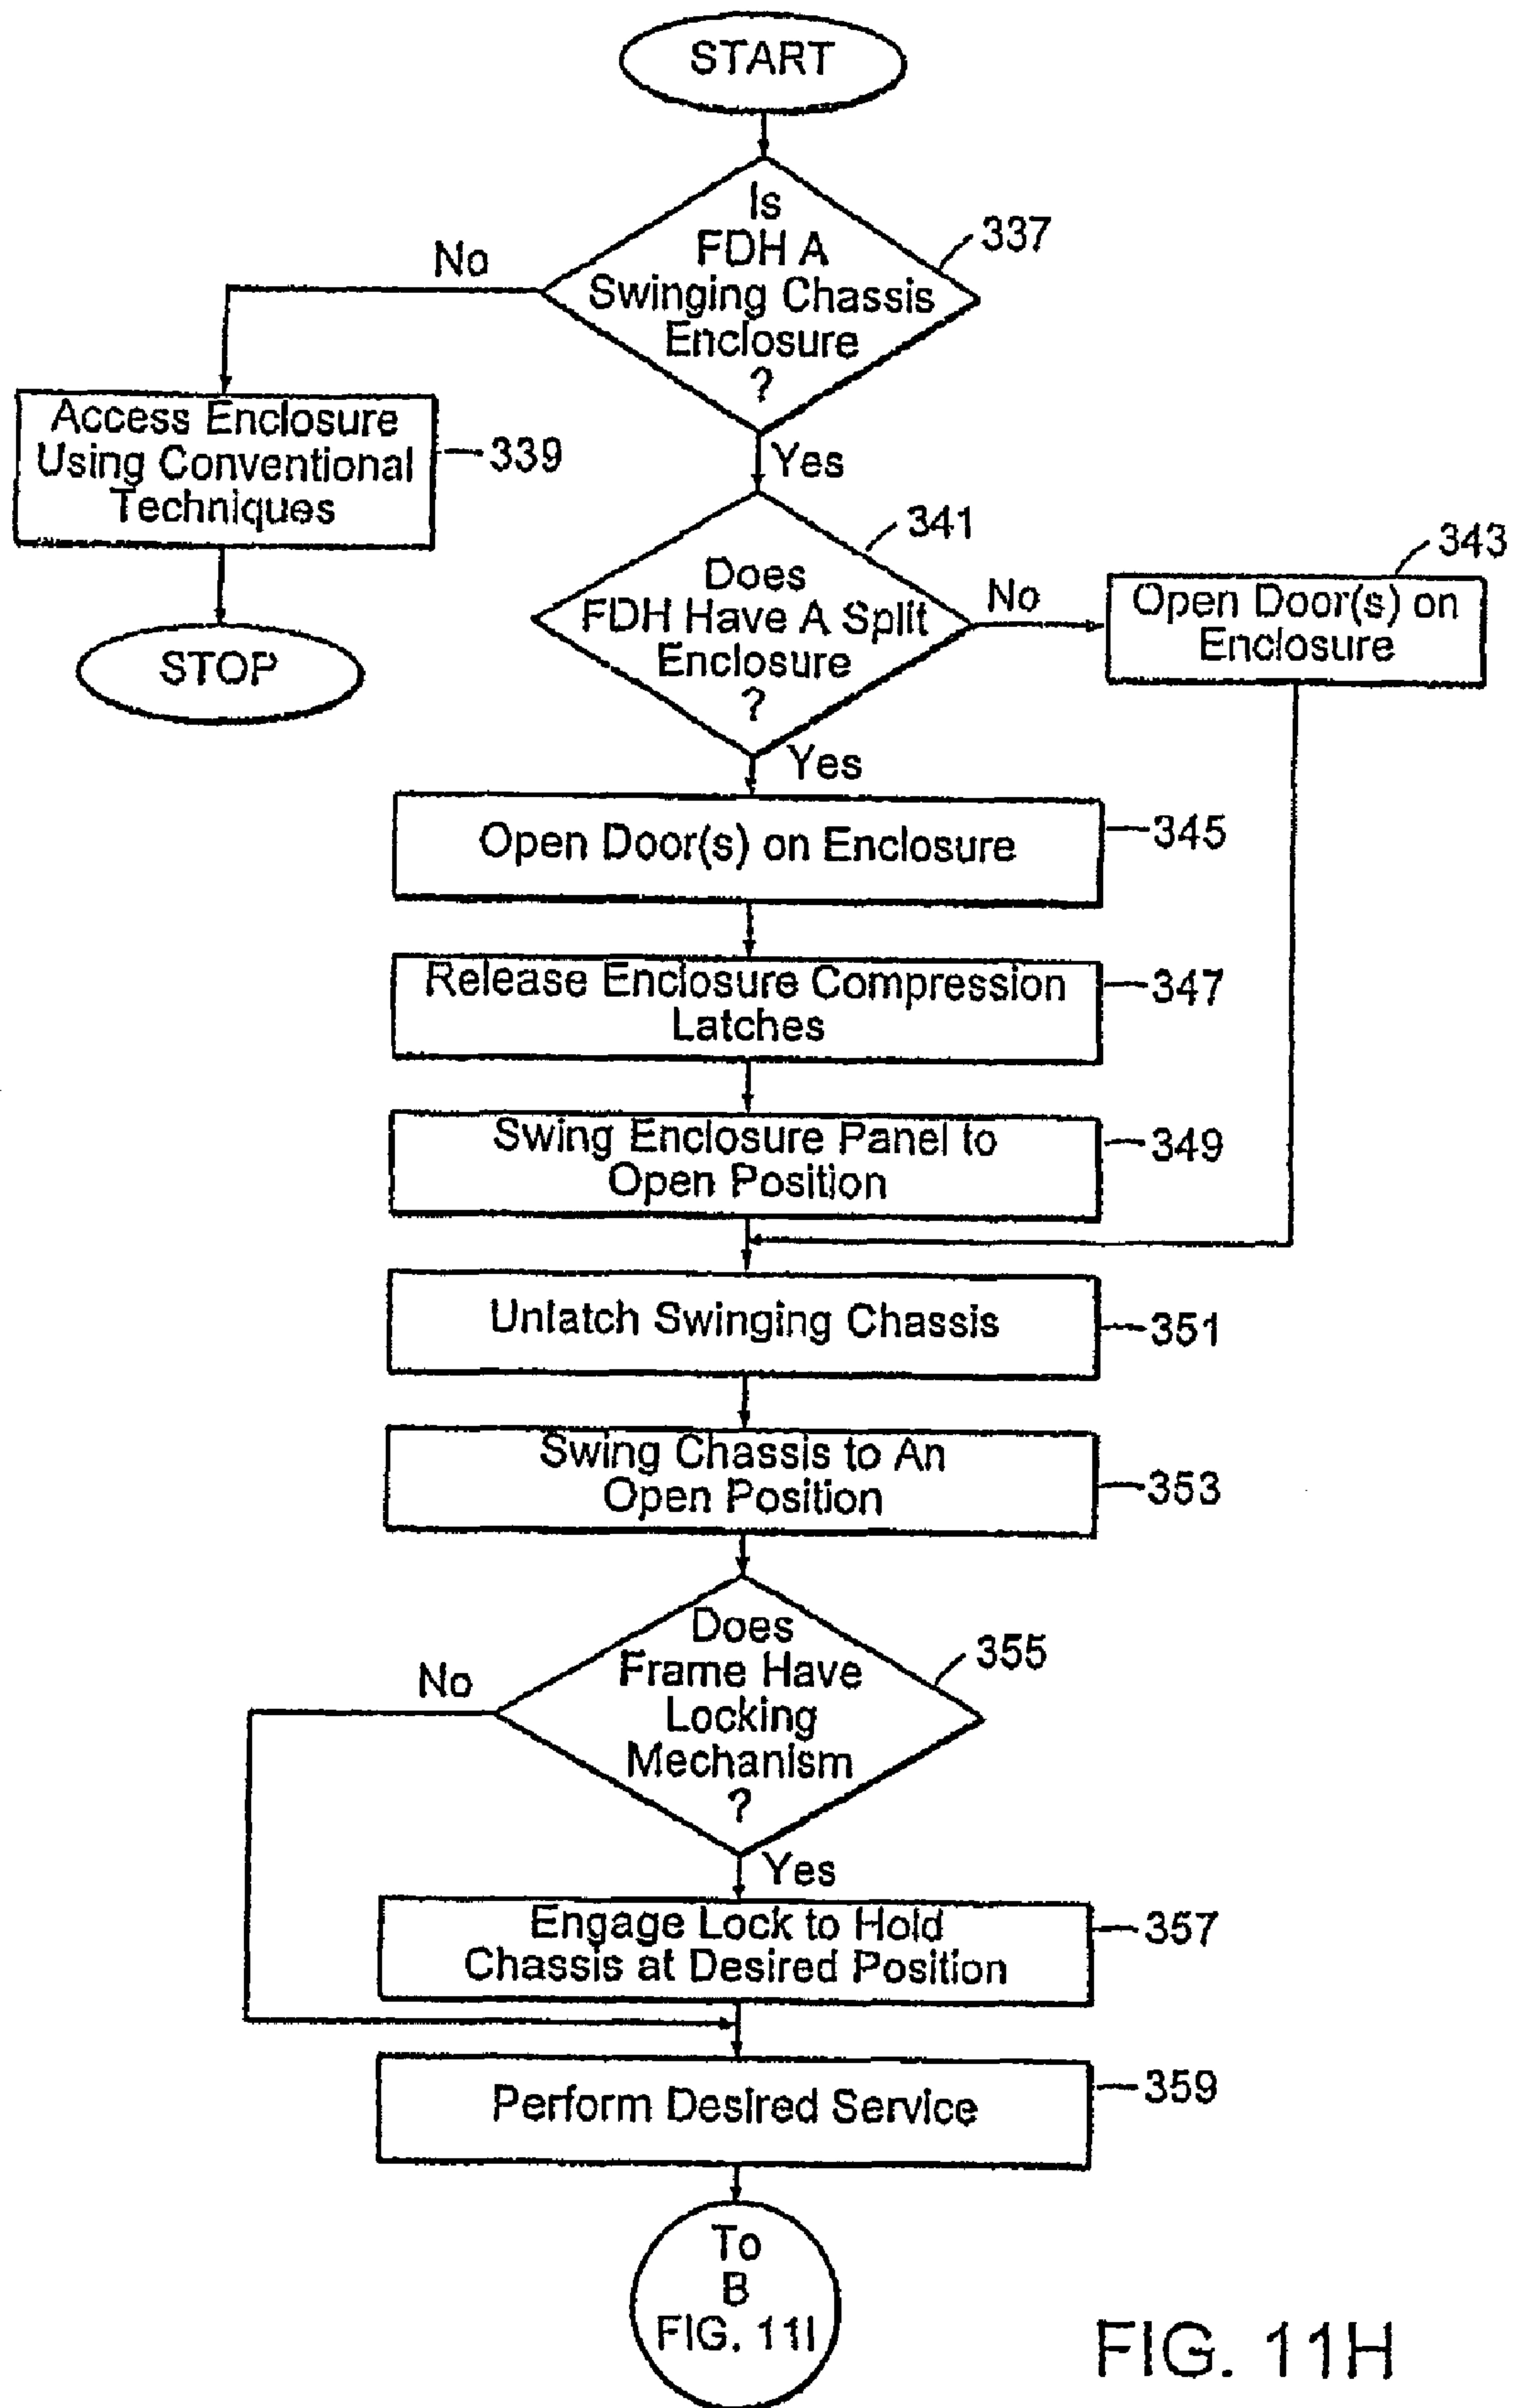 START
Is
FDH A
Swinging Chassis
Enclosure
?
337
No
Yes
Access Enclosure
Using Conventional
Techniques
339
STOP
341
Does
FDH Have A Split
Enclosure
?
No
Yes
343
Open Door(s) on
Enclosure
Open Door(s) on Enclosure
345
Release Enclosure Compression
Latches
347
Swing Enclosure Panel to
Open Position
349
Unlatch Swinging Chassis
351
Swing Chassis to An
Open Position
353
Does
Frame Have
Locking
Mechanism
?
355
No
Yes
Engage Lock to Hold
Chassis at Desired Position
357
Perform Desired Service
359
To
B
FIG. 11I
FIG. 11H